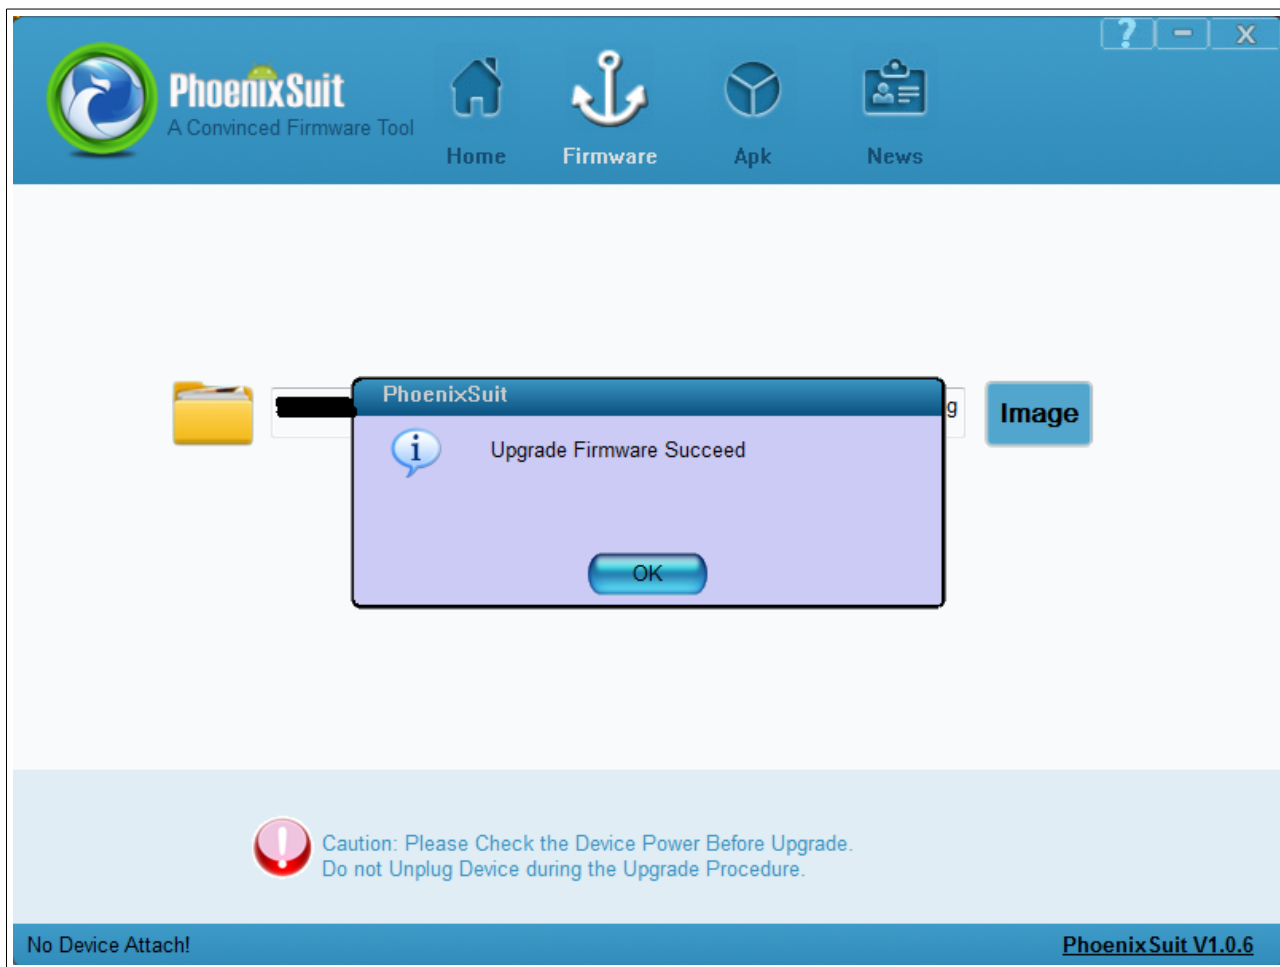 ? - X
PhoenixSuit
A Convinced Firmware Tool
Home Firmware Apk News
PhoenixSuit
g
Image
Upgrade Firmware Succeed
OK
Caution: Please Check the Device Power Before Upgrade.
Do not Unplug Device during the Upgrade Procedure.
No Device Attach!
PhoenixSuit V1.0.6